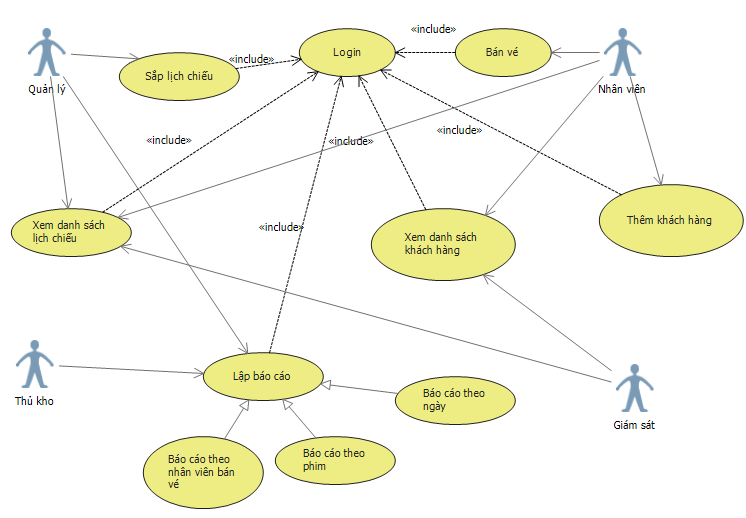 «include»
Login
Bán vé
«include»
Sắp lịch chiếu
Quản lý
Nhân viên
«include»
«include»
«include»
Xem danh sách
lịch chiếu
«include»
Xem danh sách
khách hàng
Thêm khách hàng
Thủ kho
Lập báo cáo
Báo cáo theo
ngày
Giám sát
Báo cáo theo
nhân viên bán
vé
Báo cáo theo
phim